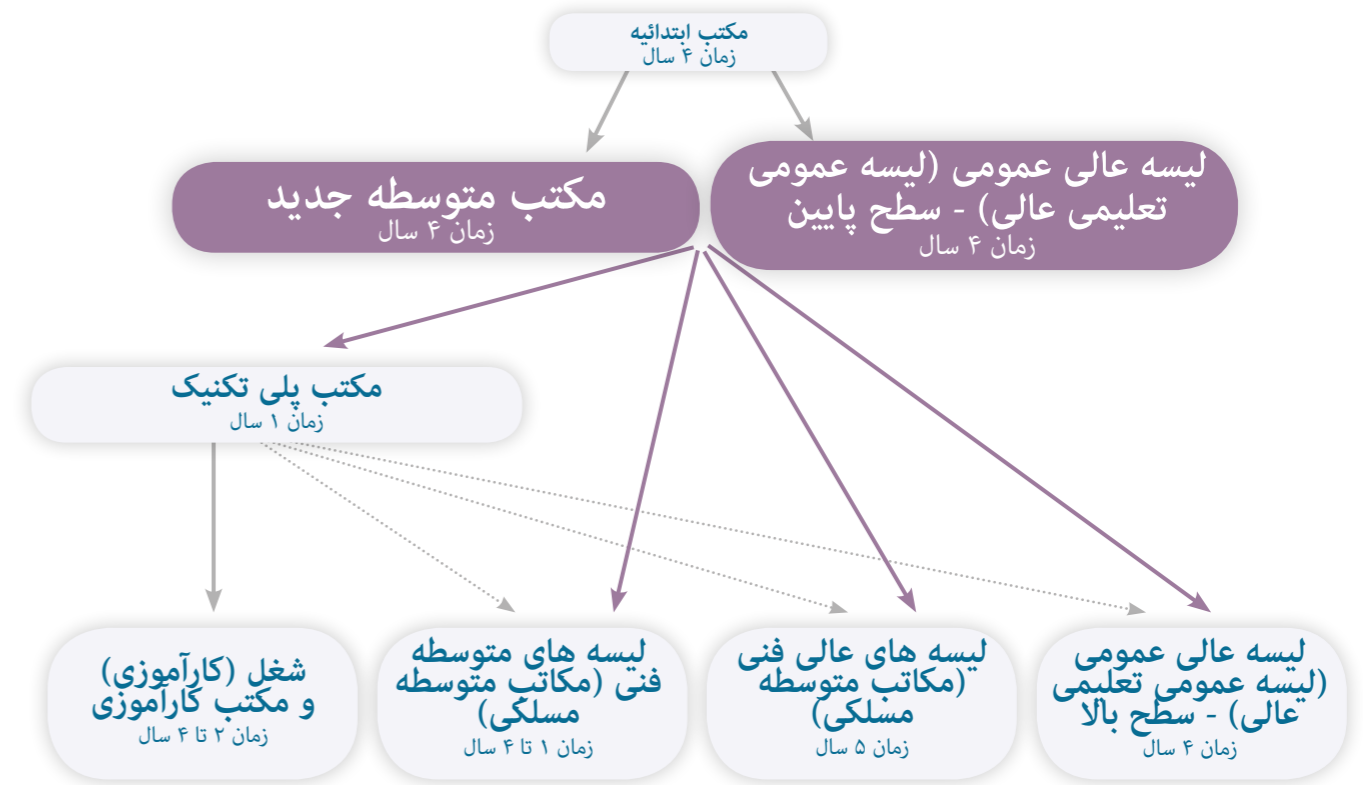 مکتب ابتدائیه
زمان ۴ سال
لیسه عالی عمومی (لیسه عمومی
تعلیمی عالی) - سطح پایین
زمان ۴ سال
مکتب متوسطه جدید
زمان ۴ سال
مکتب پلی تکنیک
زمان ۱ سال
لیسه عالی عمومی
(لیسه عمومی تعلیمی
عالی) - سطح بالا
زمان ۴ سال
لیسه های عالی فنی
(مکاتب متوسطه
مسلکی)
زمان ۵ سال
لیسه های متوسطه
فنی (مکاتب متوسطه
مسلکی)
زمان ۱ تا ۴ سال
شغل (کارآموزی)
و مکتب کارآموزی
زمان ۲ تا ۴ سال